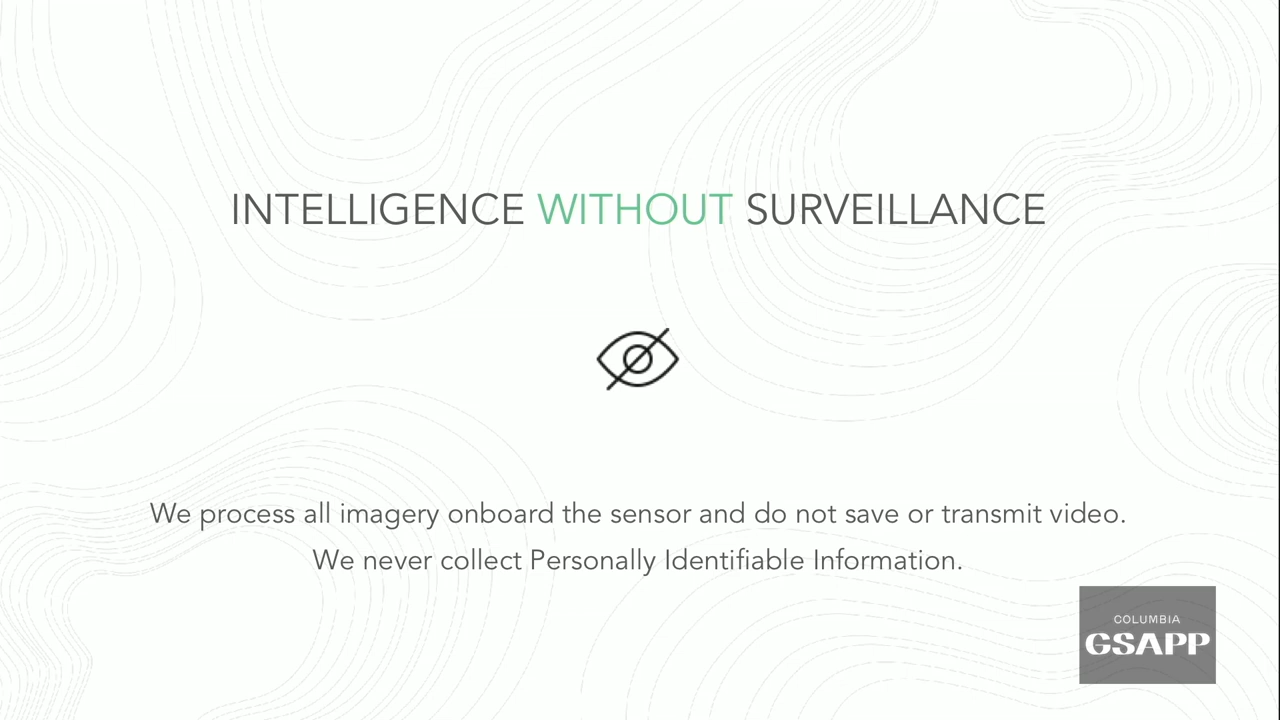 INTELLIGENCE WITHOUT SURVEILLANCE
We process all imagery onboard the sensor and do not save or transmit video.
We never collect Personally Identifiable Information.
COLUMBIA
GSAPP